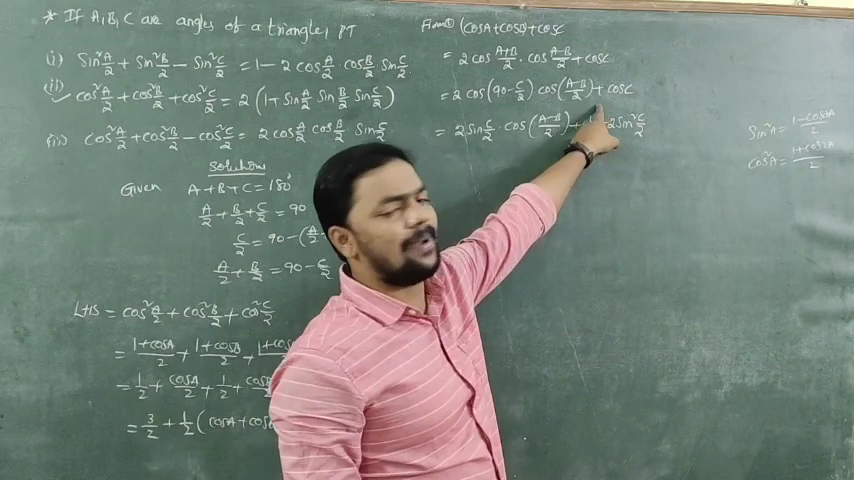 * If A,B,C are angles of a triangle, PT
i) Sin²A/2 + Sin²B/2 − Sin²C/2 = 1 − 2 cos A/2 · cos B/2 Sin C/2
(ii) cos²A/2 + cos²B/2 + cos²C/2 = 2 (1 + Sin A/2 Sin B/2 Sin C/2)
iii) cos²A/2 + cos²B/2 − cos²C/2 = 2 cos A/2 cos B/2 Sin C/2
Given A + B + C = 180°
A/2 + B/2 + C/2 = 90
C/2 = 90 − (A/2
A/2 + B/2 = 90 − C/2
LHS = cos²A/2 + cos²B/2 + cos²C/2
= 1+cosA/2 + 1+cosB/2 + 1+cos
= 1/2 + cosA/2 + 1/2 + cosB
= 3/2 + 1/2 (cosA + cos
From ① (cosA + cosB) + cosC
= 2 cos A+B/2 · cos A−B/2 + cosC
= 2 cos(90 − C/2) cos(A−B/2) + cosC
= 2 Sin C/2 · cos(A−B/2) + 1 − 2 Sin²C/2
Sin²A = 1−cos2A/2
cos²A = 1+cos2A/2